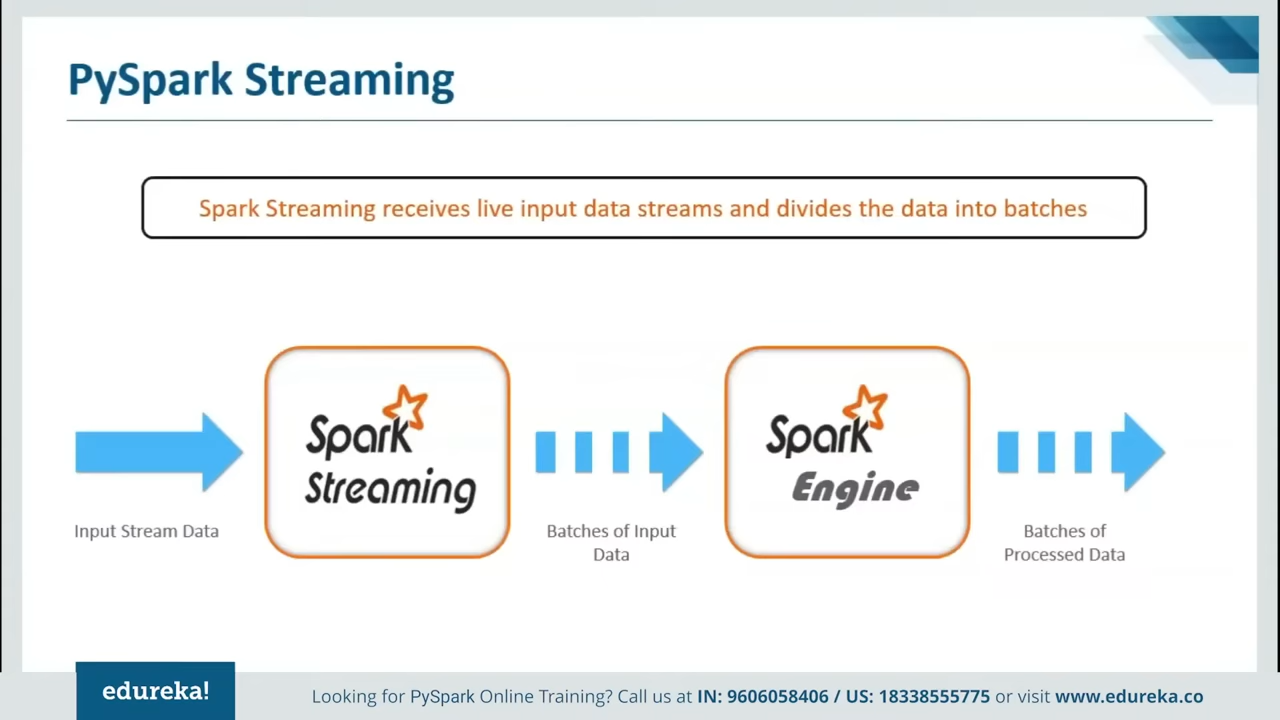 PySpark Streaming
Spark Streaming receives live input data streams and divides the data into batches
Spark
Streaming
Spark
Engine
Input Stream Data
Batches of Input
Data
Batches of
Processed Data
edureka!
Looking for PySpark Online Training? Call us at IN: 9606058406 / US: 18338555775 or visit www.edureka.co